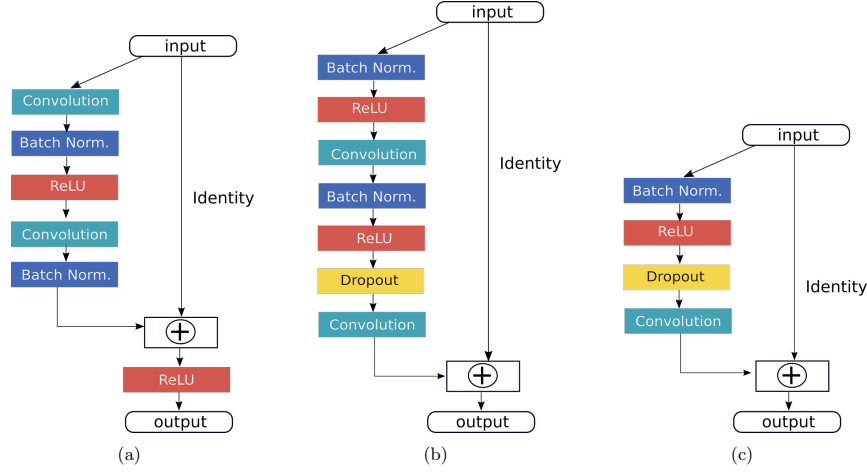 input
Convolution
Batch Norm.
ReLU
Convolution
Batch Norm.
Identity
+
ReLU
output
(a)
input
Batch Norm.
ReLU
Convolution
Batch Norm.
ReLU
Dropout
Convolution
Identity
+
output
(b)
input
Batch Norm.
ReLU
Dropout
Convolution
Identity
+
output
(c)